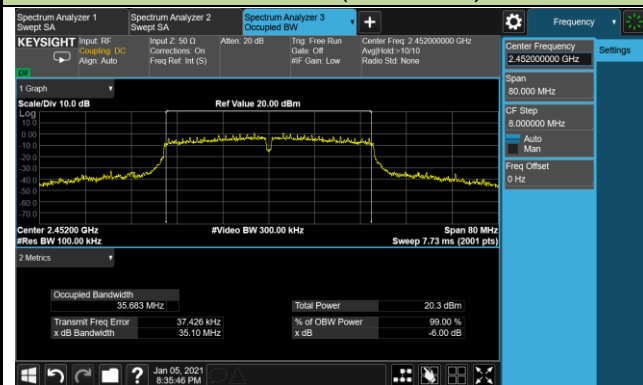 Spectrum Analyzer 1
Swept SA
Spectrum Analyzer 2
Swept SA
Spectrum Analyzer 3
Occupied BW
+
Frequency
KEYSIGHT
Input: RF
Coupling: DC
Align: Auto
Input Z: 50 Ω
Corrections: On
Freq Ref: Int (S)
Atten: 20 dB
Trig: Free Run
Gate: Off
#IF Gain: Low
Center Freq: 2.452000000 GHz
Avg|Hold:>10/10
Radio Std: None
Center Frequency
2.452000000 GHz
Settings
Span
80.000 MHz
CF Step
8.000000 MHz
Auto
Man
Freq Offset
0 Hz
1 Graph
Scale/Div 10.0 dB
Ref Value 20.00 dBm
Log
10.0
0.00
-10.0
-20.0
-30.0
-40.0
-50.0
-60.0
-70.0
Center 2.45200 GHz
#Video BW 300.00 kHz
Span 80 MHz
#Res BW 100.00 kHz
Sweep 7.73 ms (2001 pts)
2 Metrics
Occupied Bandwidth
35.683 MHz
Total Power
20.3 dBm
Transmit Freq Error
37.426 kHz
% of OBW Power
99.00 %
x dB Bandwidth
35.10 MHz
x dB
-6.00 dB
?
Jan 05, 2021
8:35:46 PM